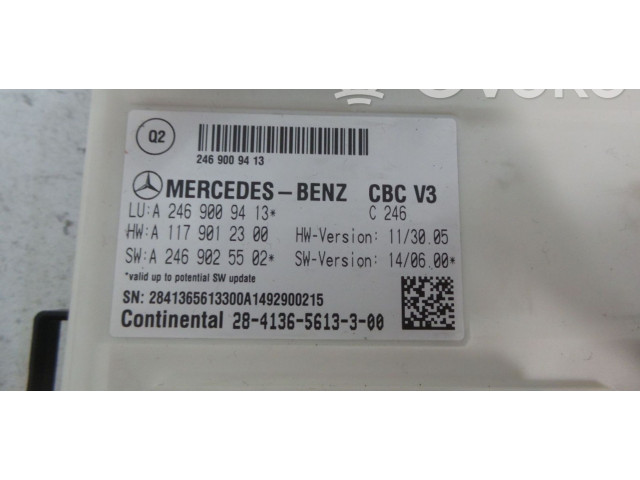 Q2
246 900 94 13
MERCEDES-BENZ CBC V3
LU:A 246 900 94 13* C 246
HW:A 117 901 23 00 HW-Version: 11/30.05
SW:A 246 902 55 02* SW-Version: 14/06.00*
*valid up to potential SW update
SN: 2841365613300A1492900215
Continental 28-4136-5613-3-00